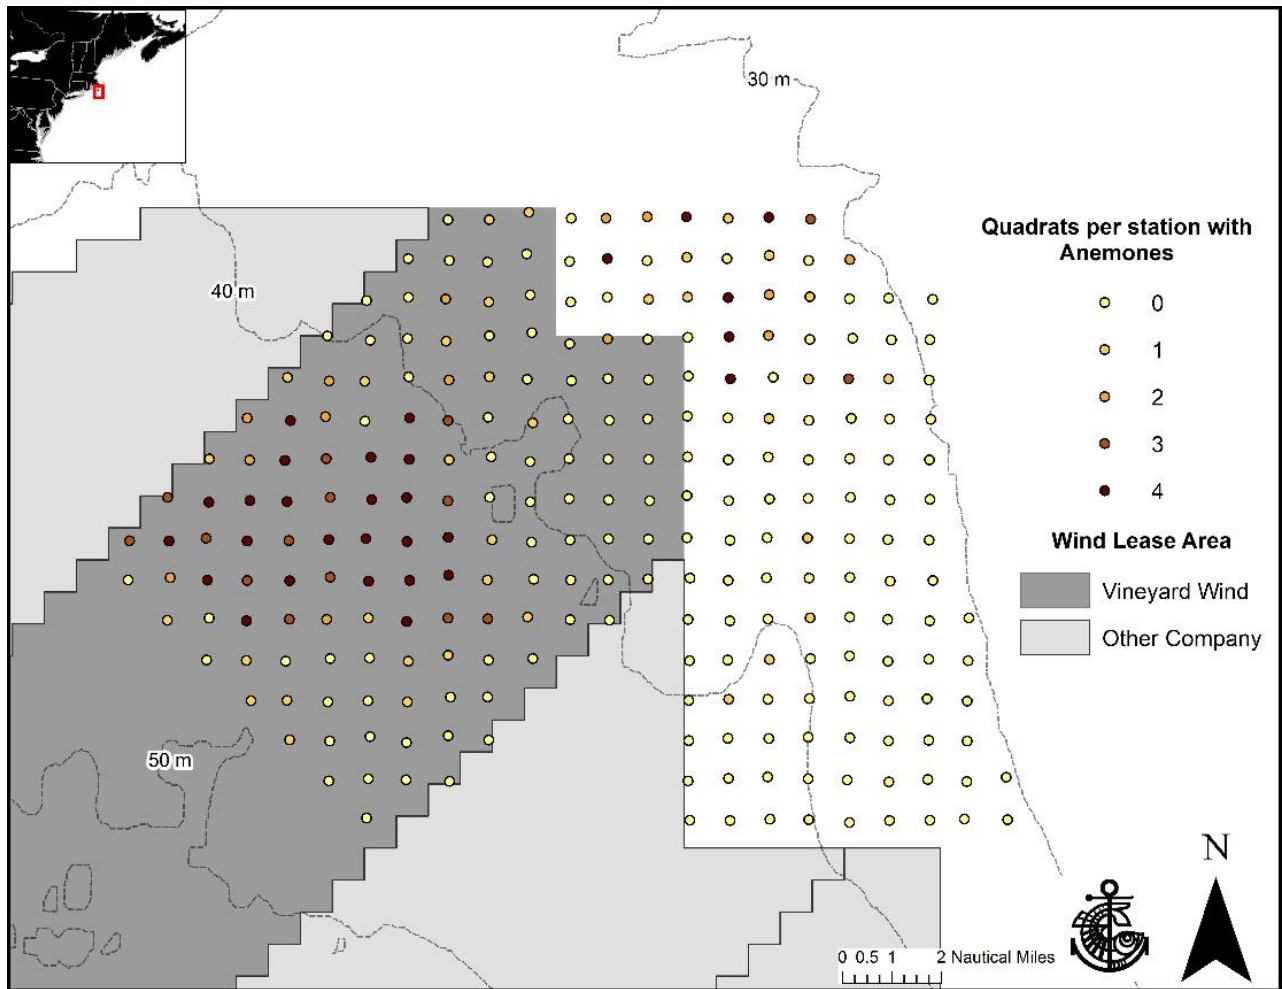 30 m
40 m
Quadrats per station with
Anemones
0
1
2
3
4
Wind Lease Area
Vineyard Wind
Other Company
50 m
N
0 0.5 1 2 Nautical Miles